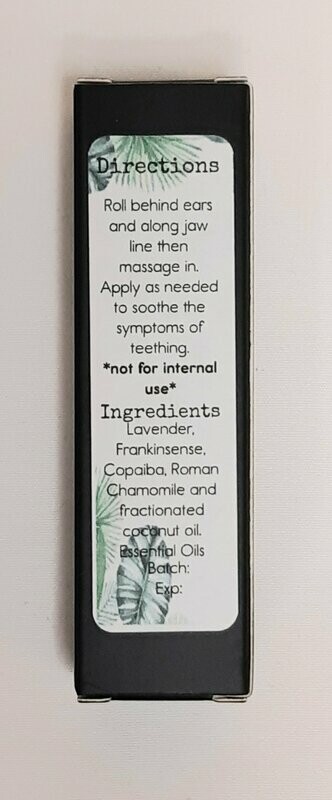 Directions
Roll behind ears
and along jaw
line then
massage in.
Apply as needed
to soothe the
symptoms of
teething.
*not for internal
use*
Ingredients
Lavender,
Frankinsense,
Copaiba, Roman
Chamomile and
fractionated
coconut oil.
Essential Oils
Batch:
Exp: